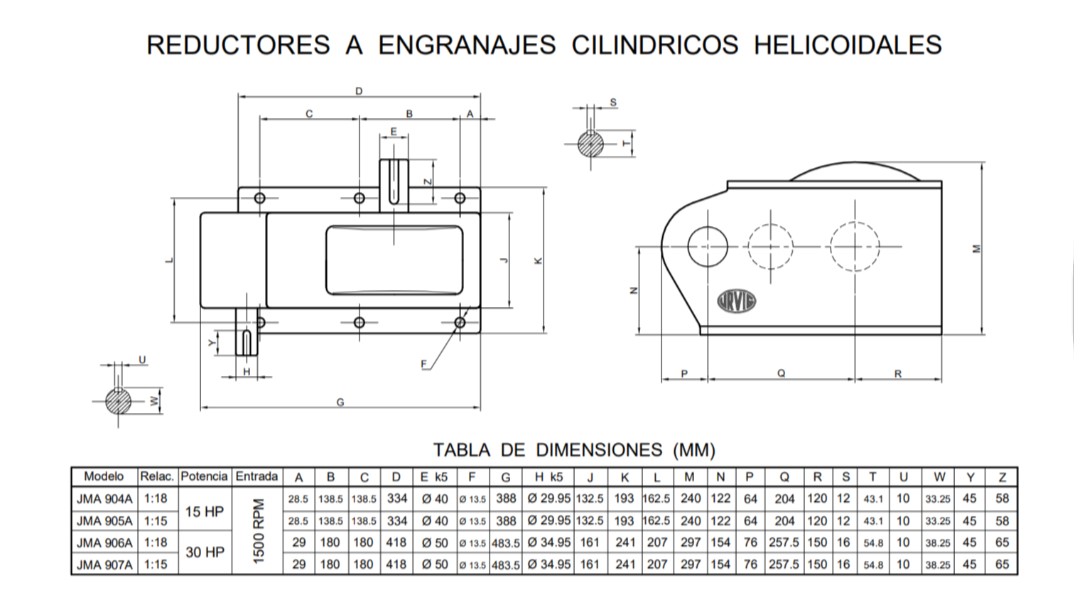 REDUCTORES A ENGRANAJES CILINDRICOS HELICOIDALES
D
S
C B A
E
T
Z
L J K
M
N
URVIG
Y
F
U
H
P Q R
W
G
TABLA DE DIMENSIONES (MM)
Modelo Relac. Potencia Entrada A B C D E k5 F G H k5 J K L M N P Q R S T U W Y Z
JMA 904A 1:18 15 HP 1500 RPM 28.5 138.5 138.5 334 Ø 40 Ø 13.5 388 Ø 29.95 132.5 193 162.5 240 122 64 204 120 12 43.1 10 33.25 45 58
JMA 905A 1:15 28.5 138.5 138.5 334 Ø 40 Ø 13.5 388 Ø 29.95 132.5 193 162.5 240 122 64 204 120 12 43.1 10 33.25 45 58
JMA 906A 1:18 30 HP 29 180 180 418 Ø 50 Ø 13.5 483.5 Ø 34.95 161 241 207 297 154 76 257.5 150 16 54.8 10 38.25 45 65
JMA 907A 1:15 29 180 180 418 Ø 50 Ø 13.5 483.5 Ø 34.95 161 241 207 297 154 76 257.5 150 16 54.8 10 38.25 45 65